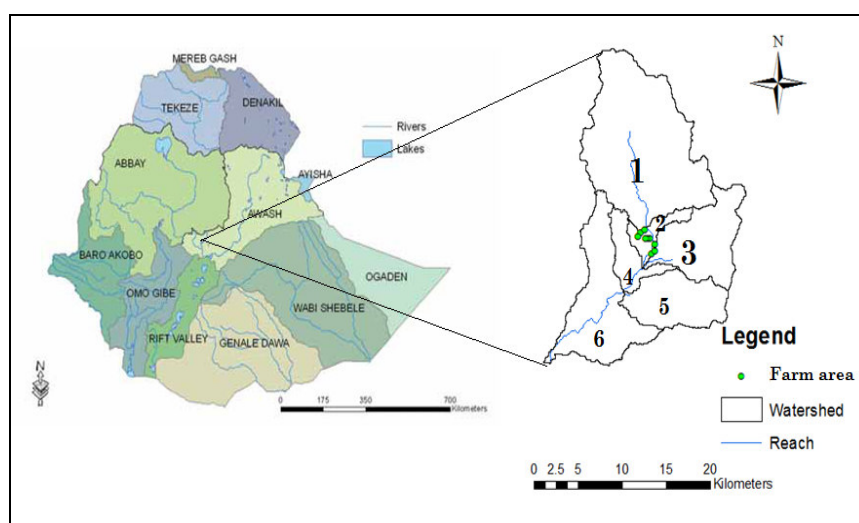 MEREB GASH
TEKEZE
DENAKIL
Rivers
Lakes
ABBAY
AYISHA
AWASH
BARO AKOBO
OGADEN
OMO GIBE
WABI SHEBELE
RIFT VALLEY
GENALE DAWA
N
0 175 350 700
Kilometers
N
1
2
3
4
5
6
Legend
Farm area
Watershed
Reach
0 2.5 5 10 15 20
Kilometers